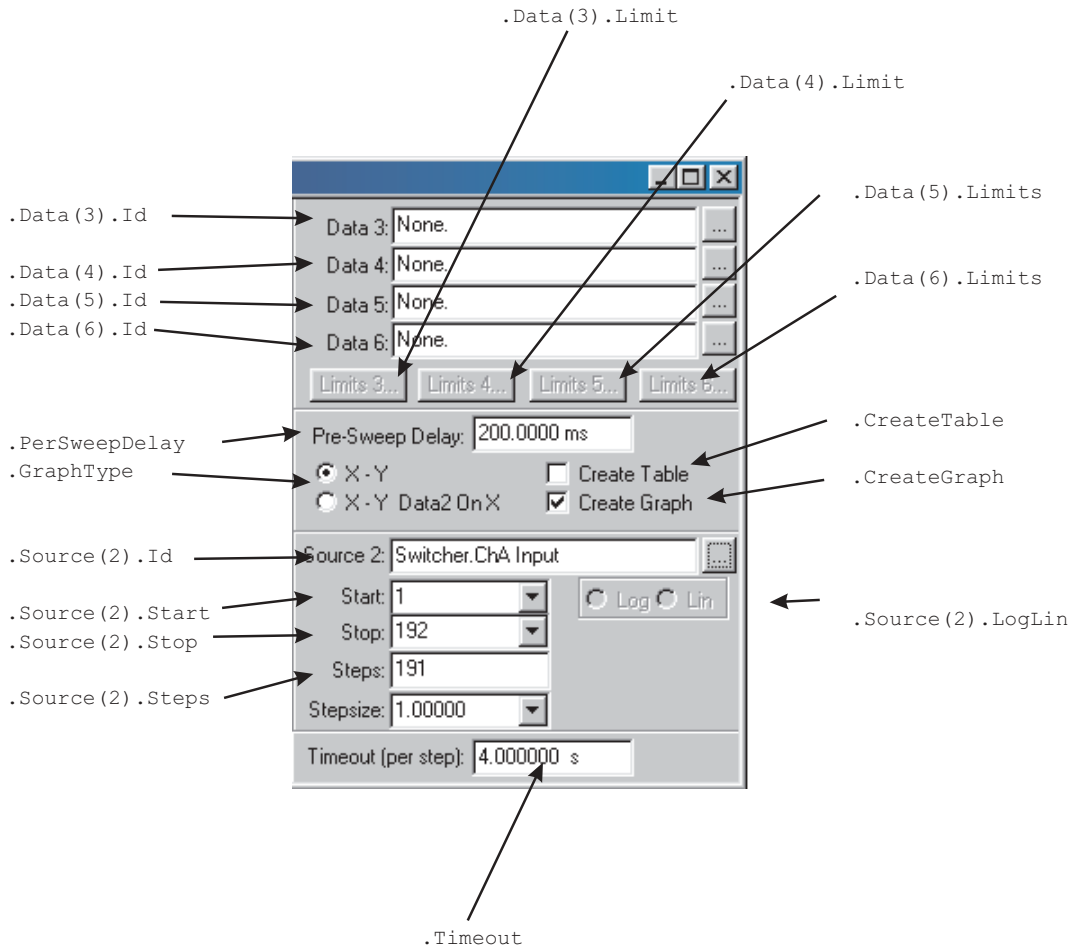 .Data(3).Limit
.Data(4).Limit
.Data(5).Limits
.Data(3).Id
Data 3: None. ...
.Data(4).Id
Data 4: None. ...
.Data(6).Limits
.Data(5).Id
Data 5: None. ...
.Data(6).Id
Data 6: None. ...
Limits 3... Limits 4... Limits 5... Limits 6...
.CreateTable
.PerSweepDelay
Pre-Sweep Delay: 200.0000 ms
.GraphType
X - Y Create Table
.CreateGraph
X - Y Data2 On X Create Graph
.Source(2).Id
Source 2: Switcher.ChA Input ...
Start: 1 Log Lin
.Source(2).Start
.Source(2).LogLin
.Source(2).Stop
Stop: 192
Steps: 191
.Source(2).Steps
Stepsize: 1.00000
Timeout (per step): 4.000000 s
.Timeout